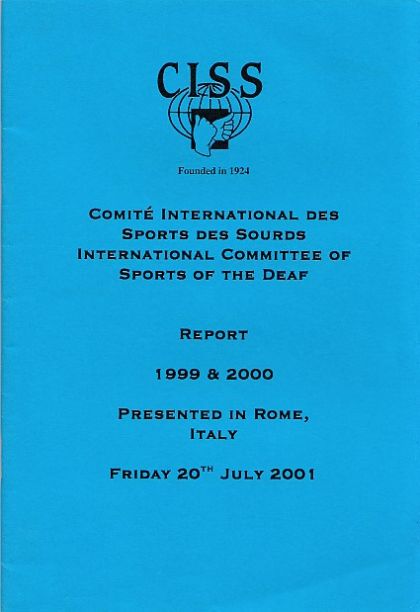 CISS
Founded in 1924
COMITÉ INTERNATIONAL DES
SPORTS DES SOURDS
INTERNATIONAL COMMITTEE OF
SPORTS OF THE DEAF
REPORT
1999 & 2000
PRESENTED IN ROME,
ITALY
FRIDAY 20TH JULY 2001